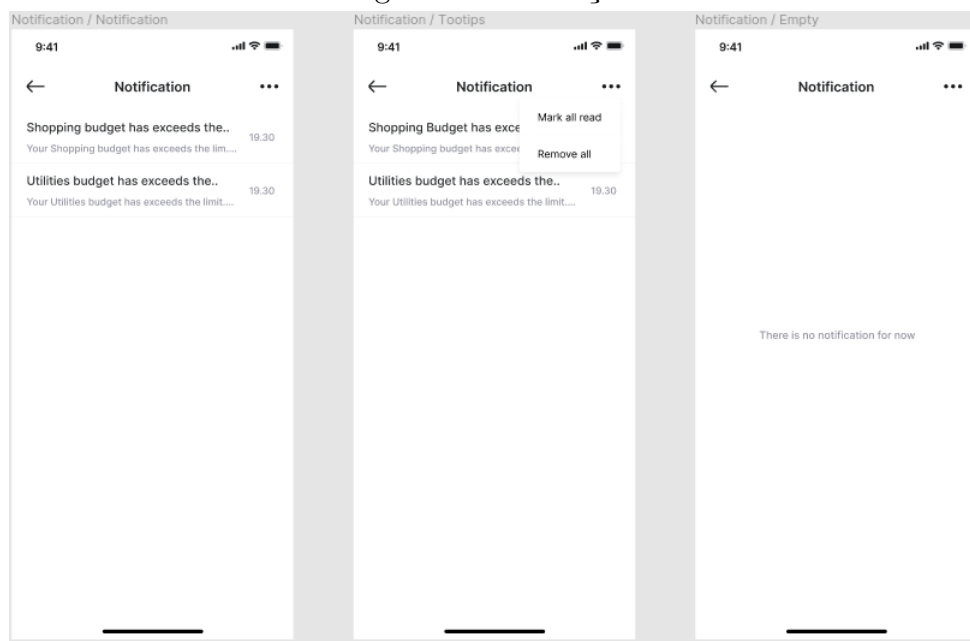 Notification / Notification
9:41
Notification
Shopping budget has exceeds the..
19.30
Your Shopping budget has exceeds the lim....
Utilities budget has exceeds the..
19.30
Your Utilities budget has exceeds the limit....
Notification / Tootips
9:41
Notification
Mark all read
Remove all
Shopping Budget has exce
Your Shopping budget has excee
Utilities budget has exceeds the..
19.30
Your Utilities budget has exceeds the limit....
Notification / Empty
9:41
Notification
There is no notification for now